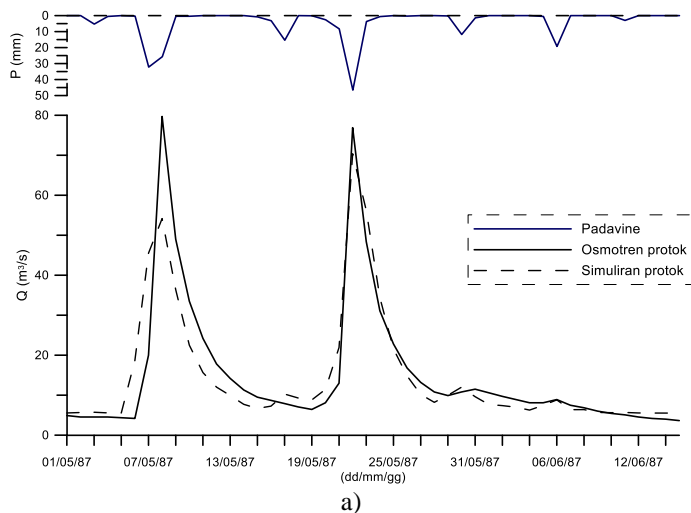 P (mm)
0
10
20
30
40
50
Q (m³/s)
80
60
40
20
0
Padavine
Osmotren protok
Simuliran protok
01/05/87 07/05/87 13/05/87 19/05/87 25/05/87 31/05/87 06/06/87 12/06/87
(dd/mm/gg)
a)